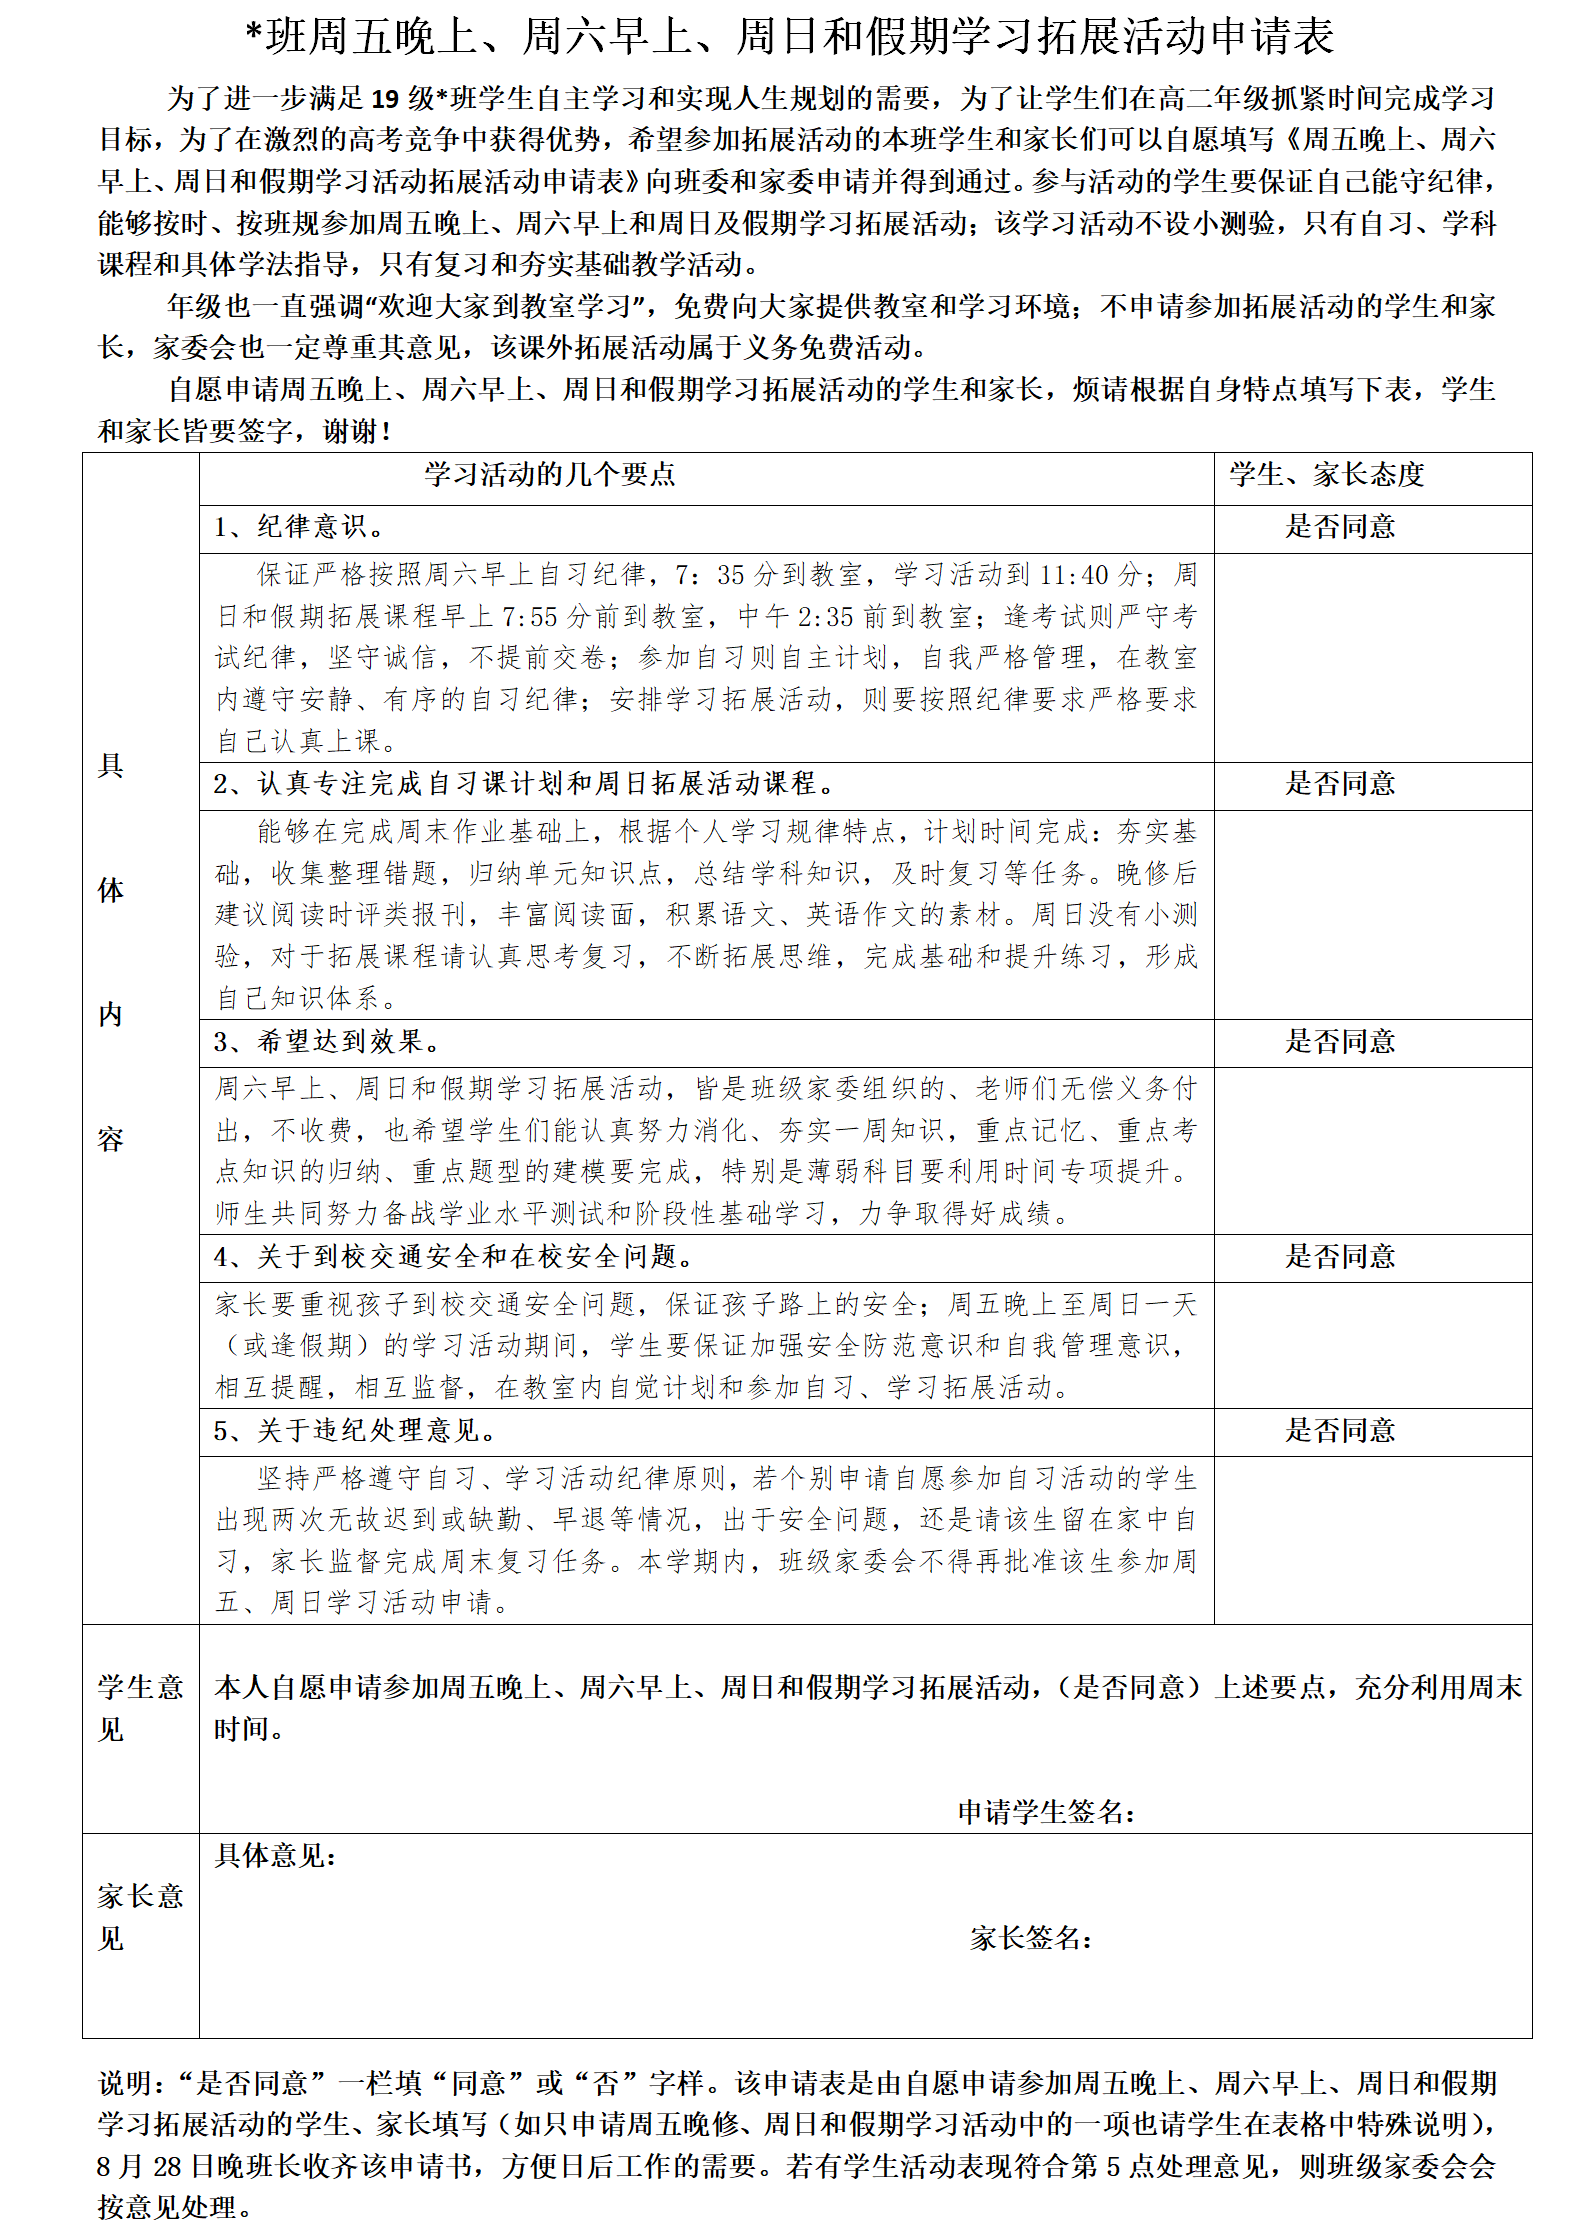 *班周五晚上、周六早上、周日和假期学习拓展活动申请表
为了进一步满足 19 级*班学生自主学习和实现人生规划的需要，为了让学生们在高二年级抓紧时间完成学习
目标，为了在激烈的高考竞争中获得优势，希望参加拓展活动的本班学生和家长们可以自愿填写《周五晚上、周六
早上、周日和假期学习活动拓展活动申请表》向班委和家委申请并得到通过。参与活动的学生要保证自己能守纪律，
能够按时、按班规参加周五晚上、周六早上和周日及假期学习拓展活动；该学习活动不设小测验，只有自习、学科
课程和具体学法指导，只有复习和夯实基础教学活动。
年级也一直强调“欢迎大家到教室学习”，免费向大家提供教室和学习环境；不申请参加拓展活动的学生和家
长，家委会也一定尊重其意见，该课外拓展活动属于义务免费活动。
自愿申请周五晚上、周六早上、周日和假期学习拓展活动的学生和家长，烦请根据自身特点填写下表，学生
和家长皆要签字，谢谢！
具
体
内
容
学习活动的几个要点
学生、家长态度
1、纪律意识。
是否同意
保证严格按照周六早上自习纪律，7：35 分到教室，学习活动到 11:40 分；周
日和假期拓展课程早上 7:55 分前到教室，中午 2:35 前到教室；逢考试则严守考
试纪律，坚守诚信，不提前交卷；参加自习则自主计划，自我严格管理，在教室
内遵守安静、有序的自习纪律；安排学习拓展活动，则要按照纪律要求严格要求
自己认真上课。
2、认真专注完成自习课计划和周日拓展活动课程。
是否同意
能够在完成周末作业基础上，根据个人学习规律特点，计划时间完成：夯实基
础，收集整理错题，归纳单元知识点，总结学科知识，及时复习等任务。晚修后
建议阅读时评类报刊，丰富阅读面，积累语文、英语作文的素材。周日没有小测
验，对于拓展课程请认真思考复习，不断拓展思维，完成基础和提升练习，形成
自己知识体系。
3、希望达到效果。
是否同意
周六早上、周日和假期学习拓展活动，皆是班级家委组织的、老师们无偿义务付
出，不收费，也希望学生们能认真努力消化、夯实一周知识，重点记忆、重点考
点知识的归纳、重点题型的建模要完成，特别是薄弱科目要利用时间专项提升。
师生共同努力备战学业水平测试和阶段性基础学习，力争取得好成绩。
4、关于到校交通安全和在校安全问题。
是否同意
家长要重视孩子到校交通安全问题，保证孩子路上的安全；周五晚上至周日一天
（或逢假期）的学习活动期间，学生要保证加强安全防范意识和自我管理意识，
相互提醒，相互监督，在教室内自觉计划和参加自习、学习拓展活动。
5、关于违纪处理意见。
是否同意
坚持严格遵守自习、学习活动纪律原则，若个别申请自愿参加自习活动的学生
出现两次无故迟到或缺勤、早退等情况，出于安全问题，还是请该生留在家中自
习，家长监督完成周末复习任务。本学期内，班级家委会不得再批准该生参加周
五、周日学习活动申请。
学生意
见
本人自愿申请参加周五晚上、周六早上、周日和假期学习拓展活动，（是否同意）上述要点，充分利用周末
时间。
申请学生签名：
家长意
见
具体意见：
家长签名：
说明：“是否同意”一栏填“同意”或“否”字样。该申请表是由自愿申请参加周五晚上、周六早上、周日和假期
学习拓展活动的学生、家长填写（如只申请周五晚修、周日和假期学习活动中的一项也请学生在表格中特殊说明），
8 月 28 日晚班长收齐该申请书，方便日后工作的需要。若有学生活动表现符合第 5 点处理意见，则班级家委会会
按意见处理。